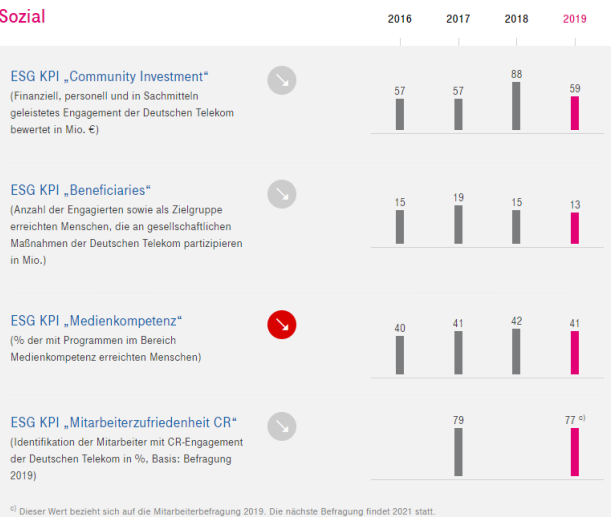 Sozial
2016 2017 2018 2019
ESG KPI „Community Investment“
(Finanziell, personell und in Sachmitteln
geleistetes Engagement der Deutschen Telekom
bewertet in Mio. €)
57 57 88 59
ESG KPI „Beneficiaries“
(Anzahl der Engagierten sowie als Zielgruppe
erreichten Menschen, die an gesellschaftlichen
Maßnahmen der Deutschen Telekom partizipieren
in Mio.)
15 19 15 13
ESG KPI „Medienkompetenz“
(% der mit Programmen im Bereich
Medienkompetenz erreichten Menschen)
40 41 42 41
ESG KPI „Mitarbeiterzufriedenheit CR“
(Identifikation der Mitarbeiter mit CR-Engagement
der Deutschen Telekom in %, Basis: Befragung
2019)
79 77 c)
c) Dieser Wert bezieht sich auf die Mitarbeiterbefragung 2019. Die nächste Befragung findet 2021 statt.